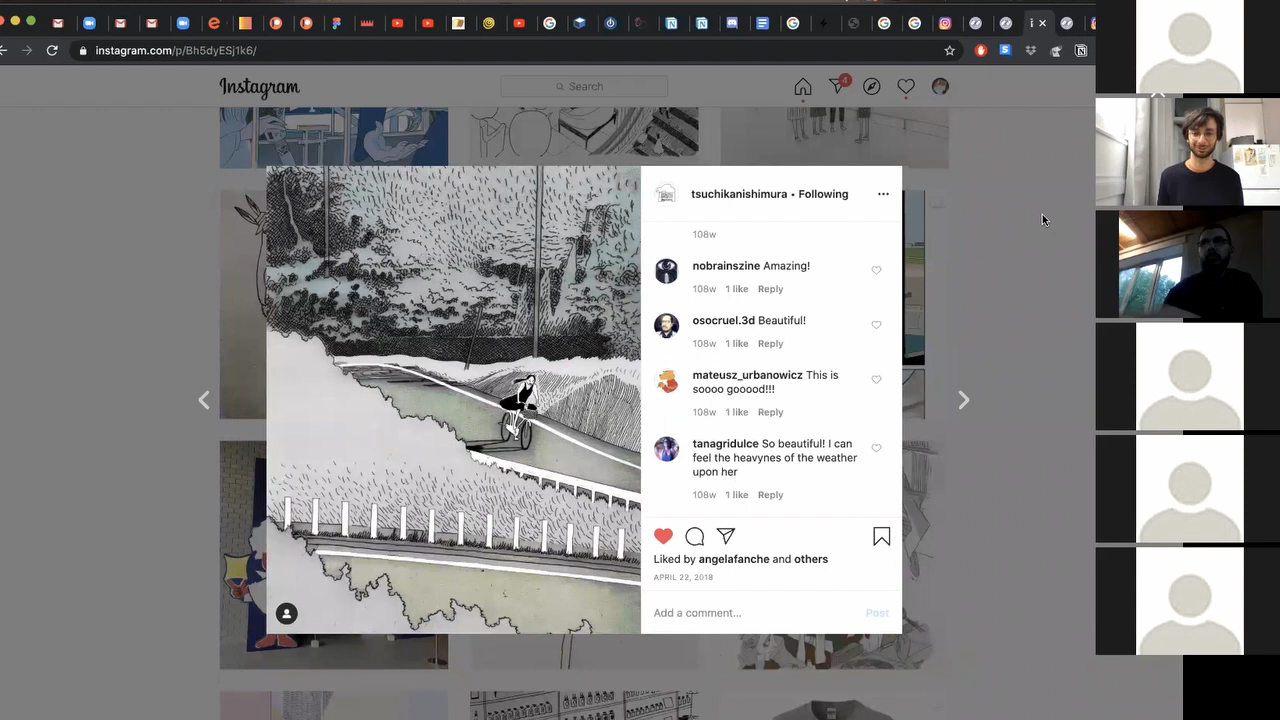 instagram.com/p/Bh5dyESj1k6/
Instagram
Search
4
tsuchikanishimura • Following
108w
nobrainszine Amazing!
108w 1 like Reply
osocruel.3d Beautiful!
108w 1 like Reply
mateusz_urbanowicz This is
soooo gooood!!!
108w 1 like Reply
tanagridulce So beautiful! I can
feel the heavynes of the weather
upon her
108w 1 like Reply
Liked by angelafanche and others
APRIL 22, 2018
Add a comment...
Post